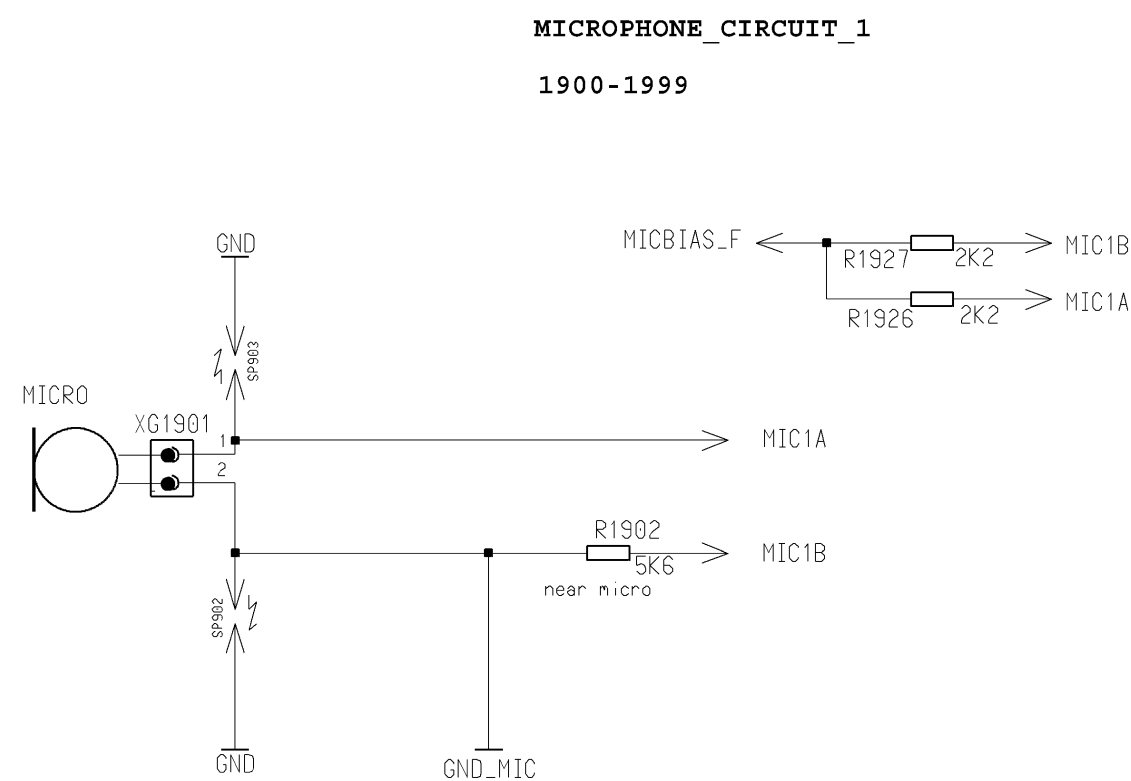 MICROPHONE_CIRCUIT_1
1900-1999
GND
MICBIAS_F
MIC1B
R1927
2K2
MIC1A
R1926
2K2
SP903
MICRO
XG1901
1
MIC1A
2
R1902
MIC1B
5K6
near micro
SP902
GND
GND_MIC